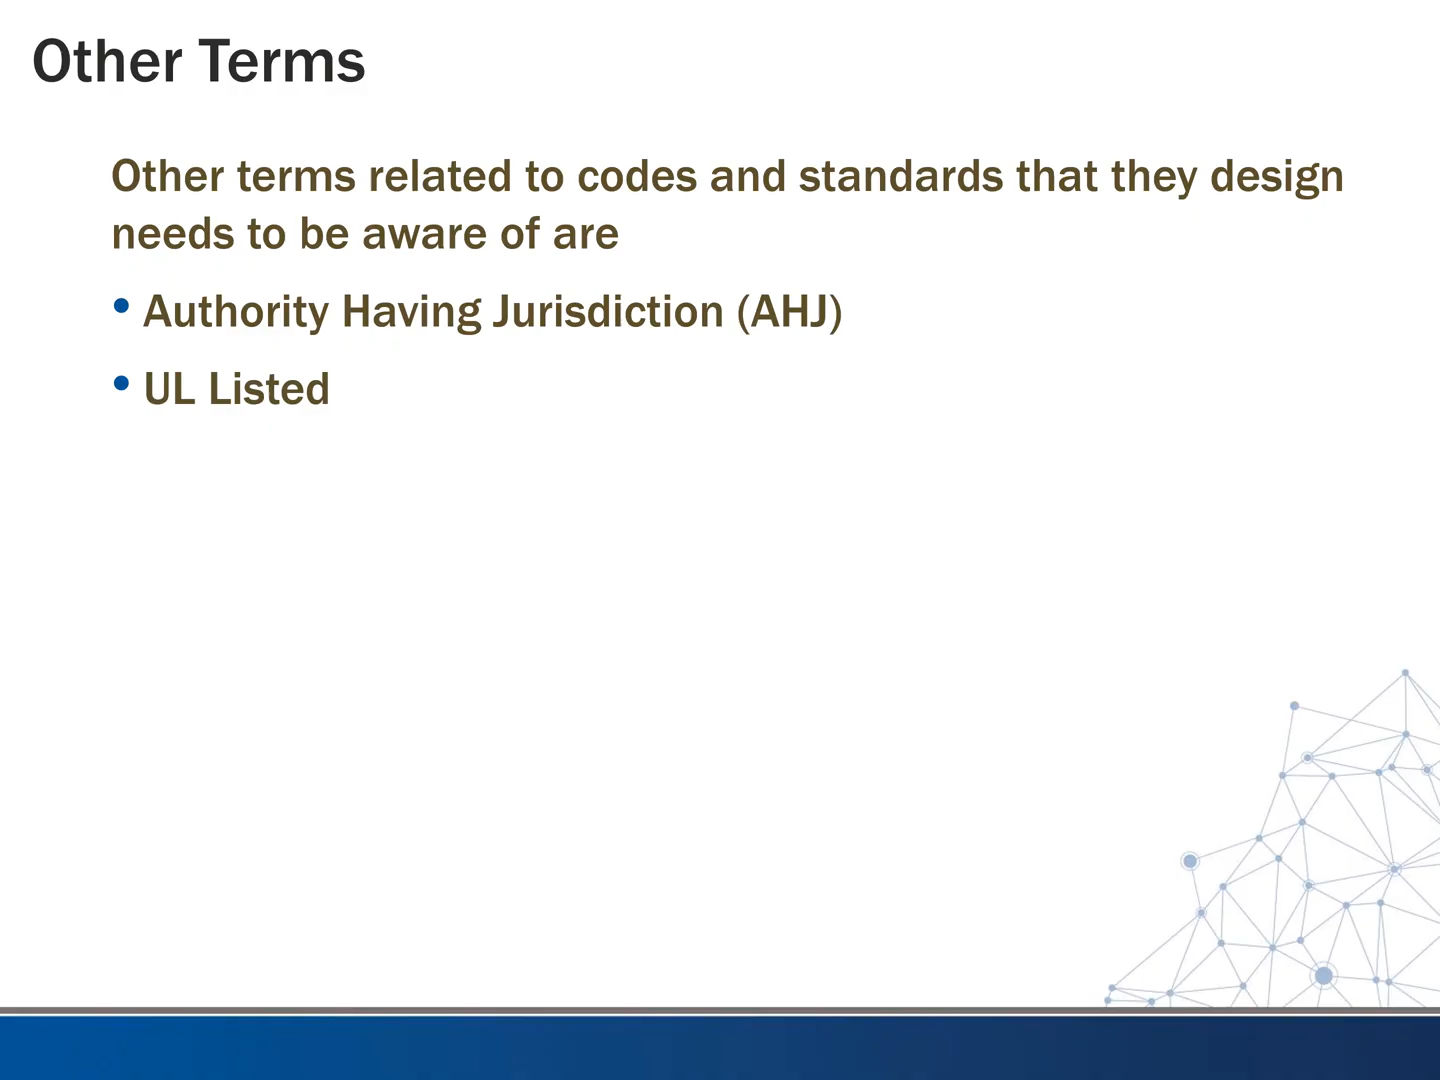 Other Terms
Other terms related to codes and standards that they design
needs to be aware of are
• Authority Having Jurisdiction (AHJ)
• UL Listed